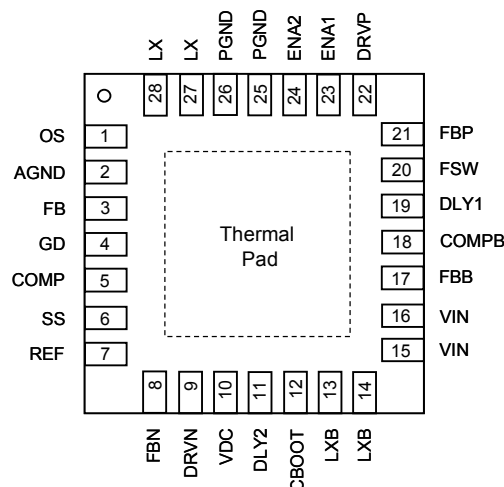 LX LX PGND PGND ENA2 ENA1 DRVP
28 27 26 25 24 23 22
OS 1
AGND 2
FB 3
GD 4
COMP 5
SS 6
REF 7
Thermal
Pad
21 FBP
20 FSW
19 DLY1
18 COMPB
17 FBB
16 VIN
15 VIN
8 9 10 11 12 13 14
FBN DRVN VDC DLY2 CBOOT LXB LXB